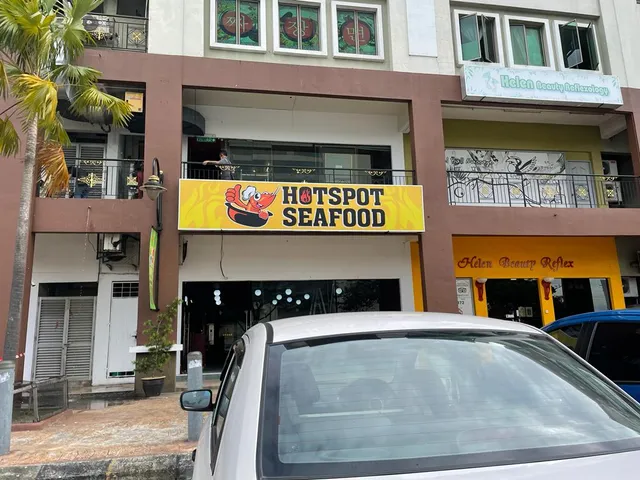 Helen Beauty Reflexology
HOTSPOT
SEAFOOD
Helen Beauty Reflex